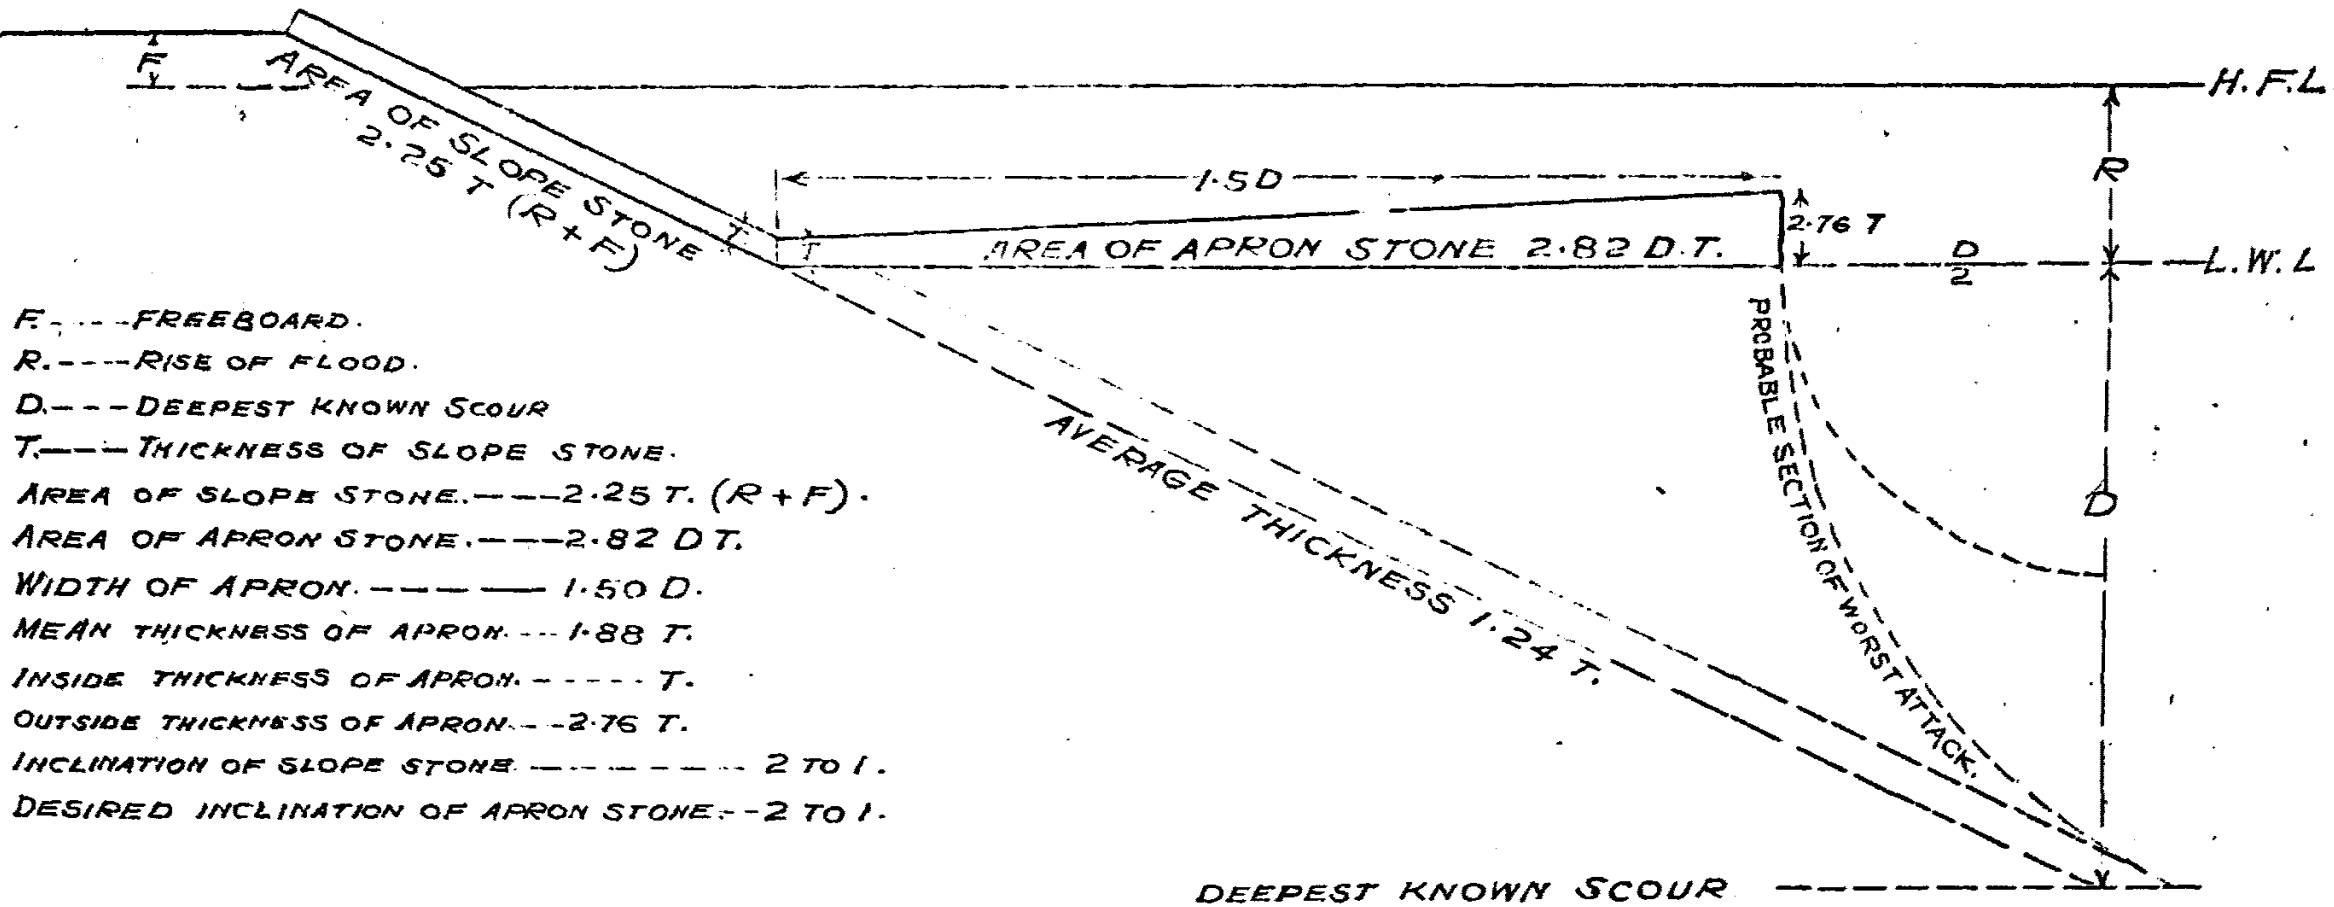 F
H. F. L
AREA OF SLOPE STONE
2.25 T (R + F)
R
1.5 D
2.76 T
T
T
AREA OF APRON STONE 2.82 D.T.
D/2
L. W. L
F.-----FREEBOARD.
R.----RISE OF FLOOD.
D.---DEEPEST KNOWN SCOUR
T.---THICKNESS OF SLOPE STONE.
AREA OF SLOPE STONE.---2.25 T. (R + F).
AREA OF APRON STONE.---2.82 D T.
WIDTH OF APRON.------1.50 D.
MEAN THICKNESS OF APRON.---1.88 T.
INSIDE THICKNESS OF APRON.-----T.
OUTSIDE THICKNESS OF APRON.---2.76 T.
INCLINATION OF SLOPE STONE-------- 2 TO 1.
DESIRED INCLINATION OF APRON STONE.--2 TO 1.
PROBABLE SECTION OF WORST ATTACK.
D
AVERAGE THICKNESS 1.24 T.
DEEPEST KNOWN SCOUR